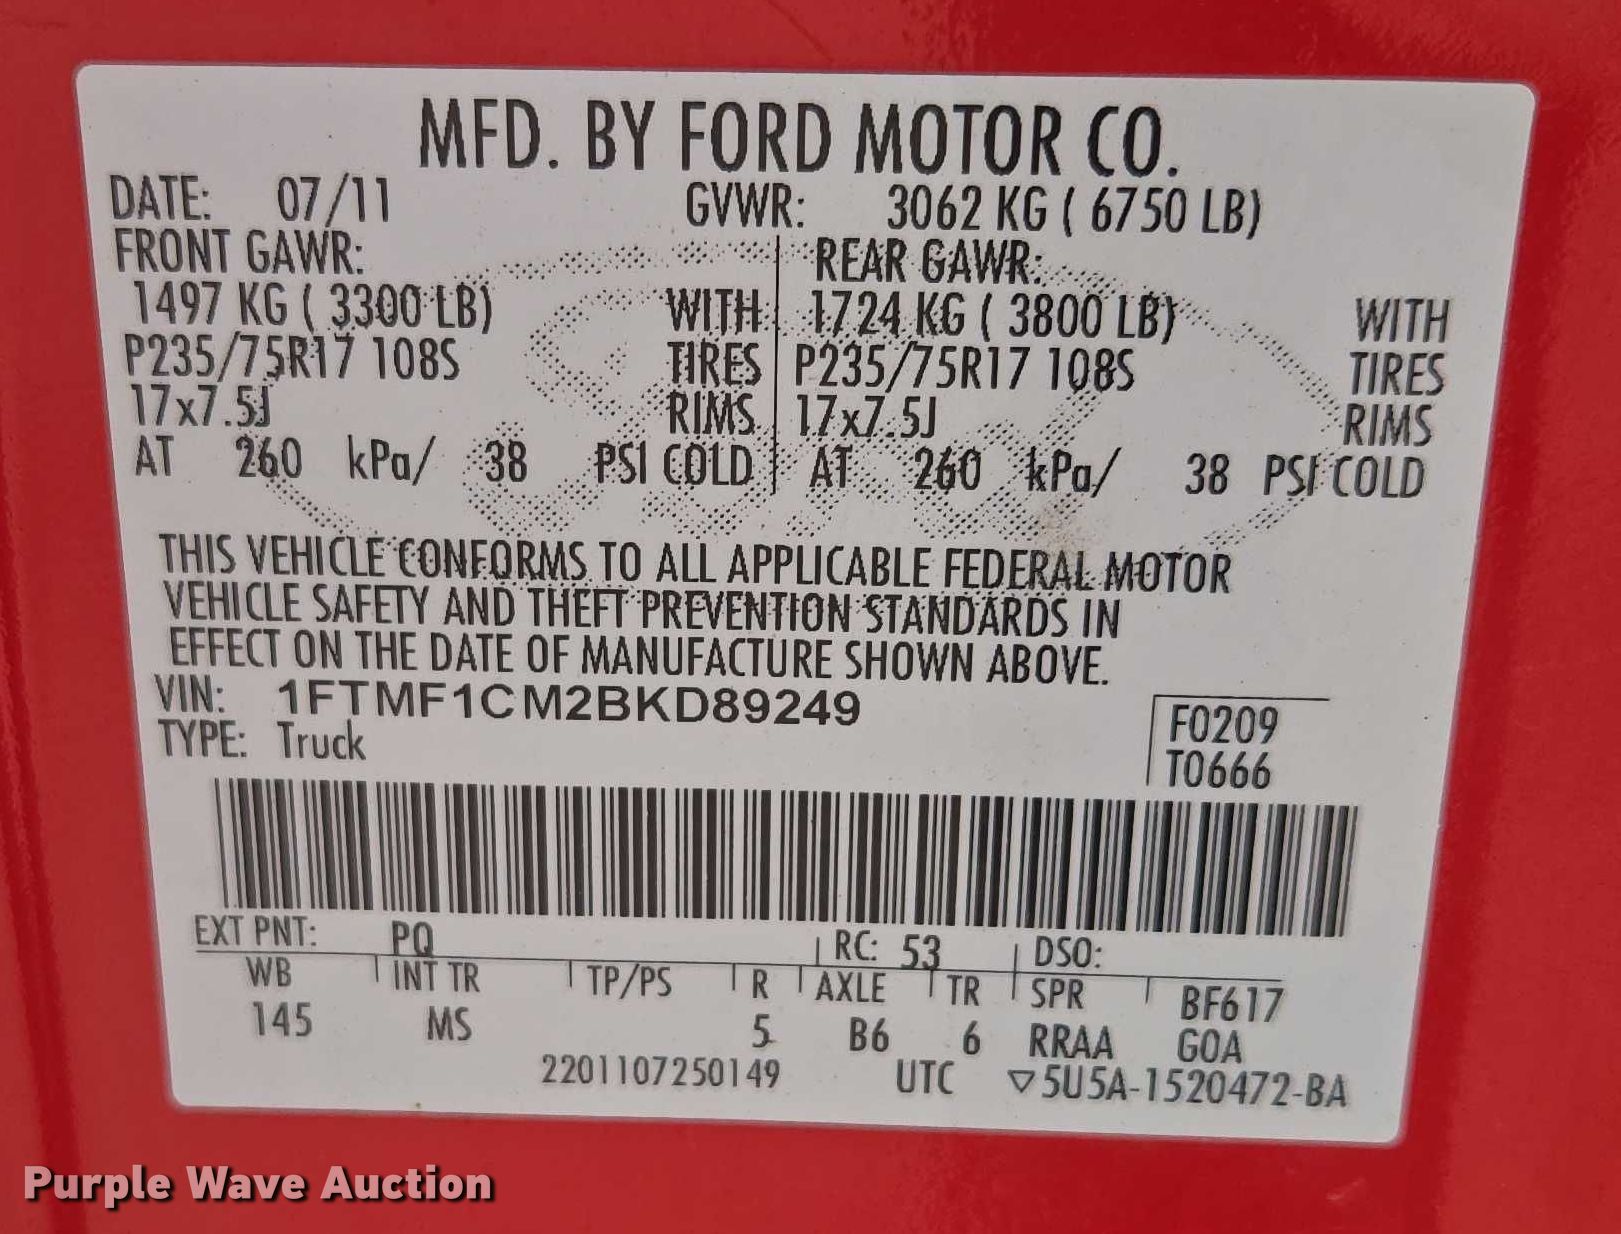 MFD. BY FORD MOTOR CO.
DATE: 07/11 GVWR: 3062 KG ( 6750 LB)
FRONT GAWR: REAR GAWR:
1497 KG ( 3300 LB) WITH 1724 KG ( 3800 LB) WITH
P235/75R17 108S TIRES P235/75R17 108S TIRES
17x7.5J RIMS 17x7.5J RIMS
AT 260 kPa/ 38 PSI COLD AT 260 kPa/ 38 PSI COLD
THIS VEHICLE CONFORMS TO ALL APPLICABLE FEDERAL MOTOR
VEHICLE SAFETY AND THEFT PREVENTION STANDARDS IN
EFFECT ON THE DATE OF MANUFACTURE SHOWN ABOVE.
VIN: 1FTMF1CM2BKD89249
TYPE: Truck
F0209
T0666
EXT PNT: PQ RC: 53 DSO:
WB INT TR TP/PS R AXLE TR SPR BF617
145 MS 5 B6 6 RRAA GOA
2201107250149 UTC ▽5U5A-1520472-BA
Purple Wave Auction